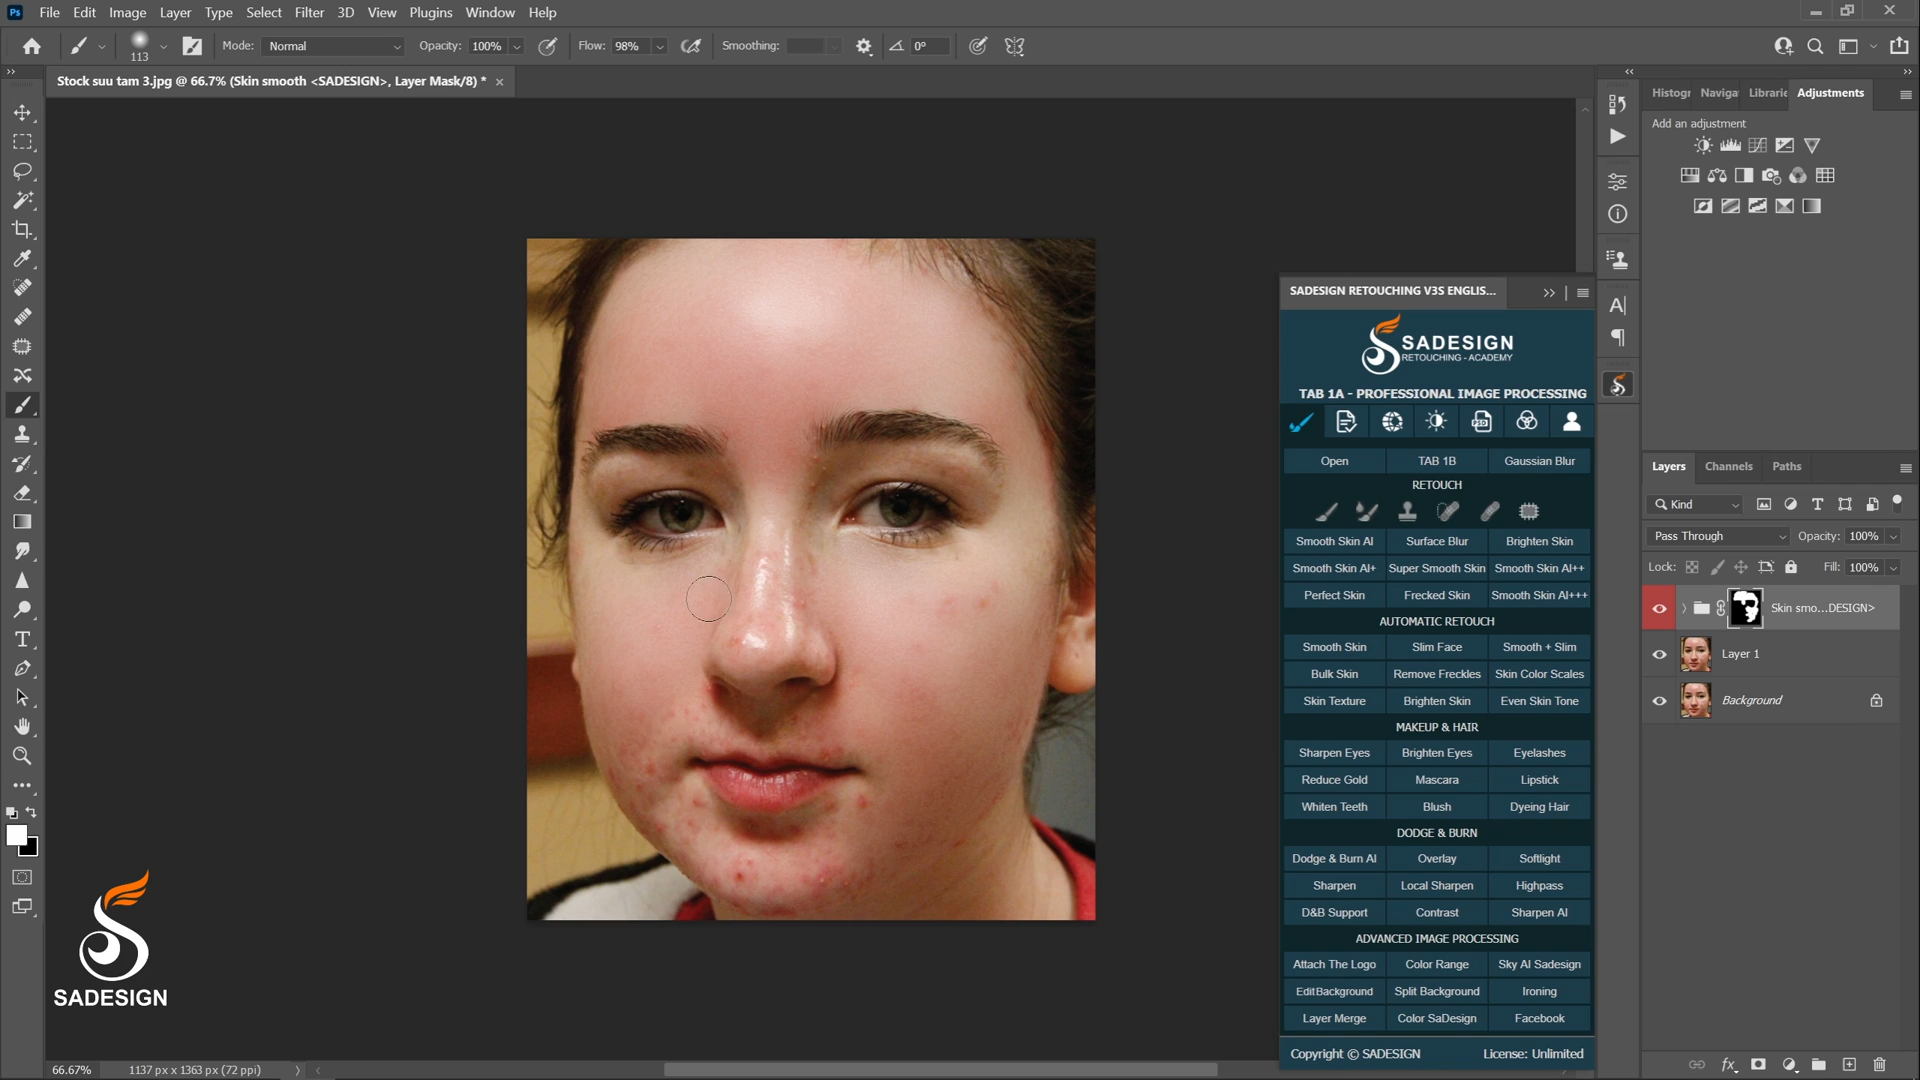 Ps File Edit Image Layer Type Select Filter 3D View Plugins Window Help
113 Mode: Normal Opacity: 100% Flow: 98% Smoothing: 0°
Stock suu tam 3.jpg @ 66.7% (Skin smooth <SADESIGN>, Layer Mask/8) *
Histogr Naviga Librarie Adjustments
Add an adjustment
SADESIGN RETOUCHING V3S ENGLIS...
SADESIGN
RETOUCHING - ACADEMY
TAB 1A - PROFESSIONAL IMAGE PROCESSING
Open TAB 1B Gaussian Blur
RETOUCH
Smooth Skin AI Surface Blur Brighten Skin
Smooth Skin AI+ Super Smooth Skin Smooth Skin AI++
Perfect Skin Frecked Skin Smooth Skin AI+++
AUTOMATIC RETOUCH
Smooth Skin Slim Face Smooth + Slim
Bulk Skin Remove Freckles Skin Color Scales
Skin Texture Brighten Skin Even Skin Tone
MAKEUP & HAIR
Sharpen Eyes Brighten Eyes Eyelashes
Reduce Gold Mascara Lipstick
Whiten Teeth Blush Dyeing Hair
DODGE & BURN
Dodge & Burn AI Overlay Softlight
Sharpen Local Sharpen Highpass
D&B Support Contrast Sharpen AI
ADVANCED IMAGE PROCESSING
Attach The Logo Color Range Sky AI Sadesign
EditBackground Split Background Ironing
Layer Merge Color SaDesign Facebook
Copyright © SADESIGN License: Unlimited
Layers Channels Paths
Kind
Pass Through Opacity: 100%
Lock: Fill: 100%
Skin smo...DESIGN>
Layer 1
Background
SADESIGN
66.67% 1137 px x 1363 px (72 ppi)